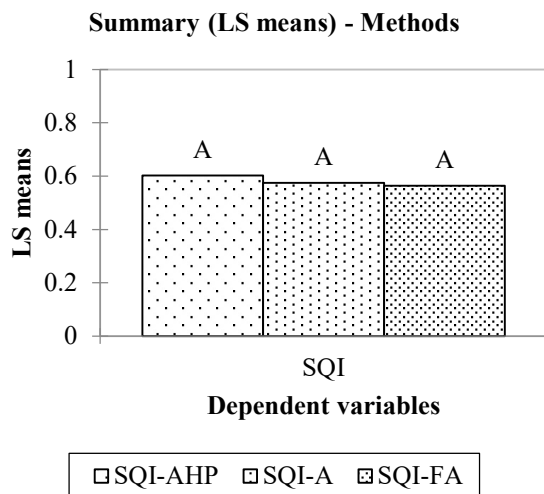 Summary (LS means) - Methods
1
0.8
0.6
0.4
0.2
0
LS means
A
A
A
SQI
Dependent variables
SQI-AHP SQI-A SQI-FA